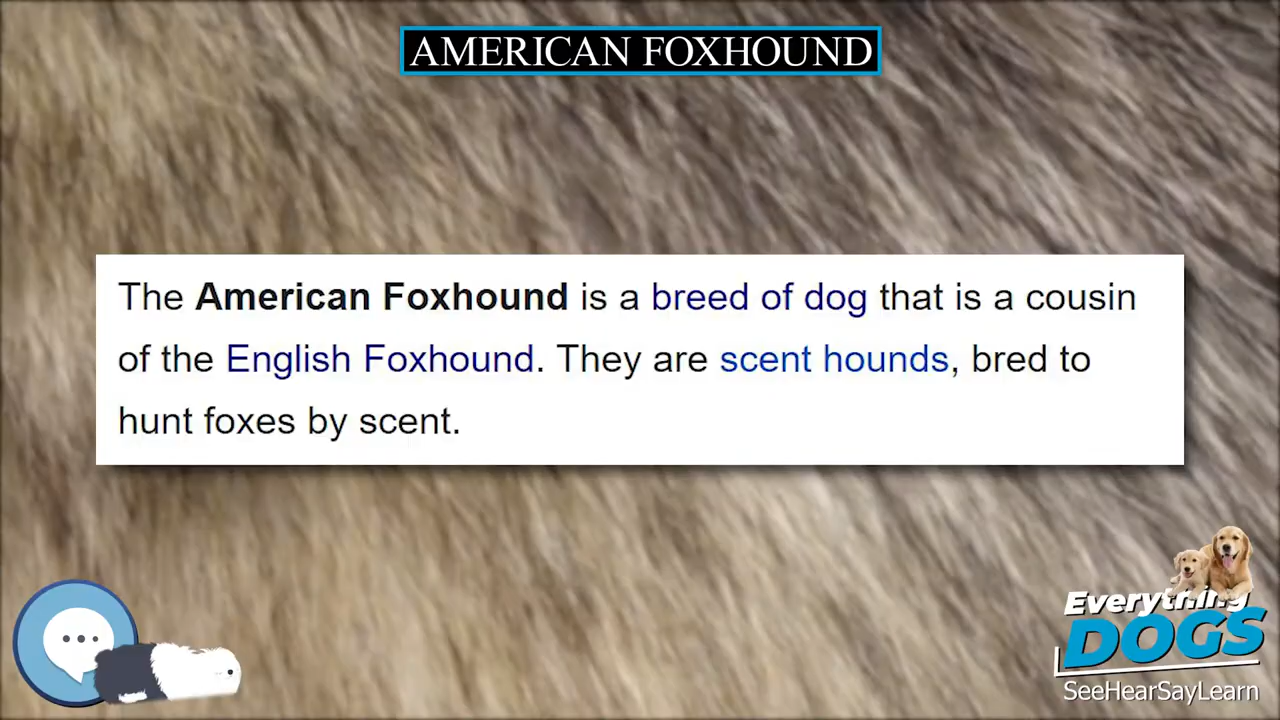 AMERICAN FOXHOUND
The American Foxhound is a breed of dog that is a cousin
of the English Foxhound. They are scent hounds, bred to
hunt foxes by scent.
Everything
DOGS
SeeHearSayLearn